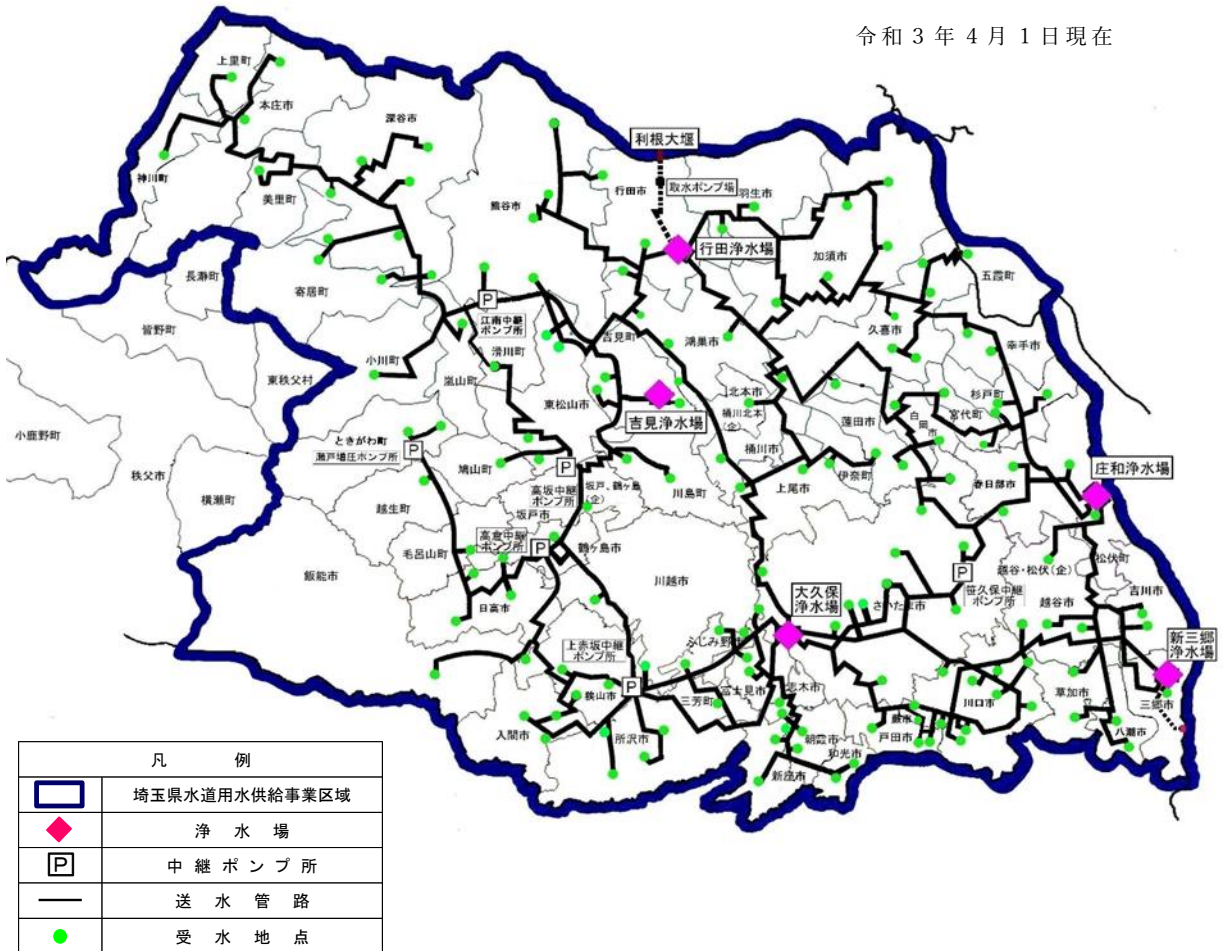 令和3年4月1日現在
上里町
本庄市
深谷市
利根大堰
神川町
美里町
熊谷市
行田市
取水ポンプ場
羽生市
行田浄水場
加須市
長瀞町
寄居町
五霞町
皆野町
江南中継
ポンプ所
吉見町
鴻巣市
久喜市
幸手市
小川町
滑川町
東秩父村
嵐山町
東松山市
北本市
桶川北本
(企)
杉戸町
宮代町
白岡市
蓮田市
小鹿野町
吉見浄水場
ときがわ町
瀬戸増圧ポンプ所
秩父市
鳩山町
桶川市
伊奈町
上尾市
庄和浄水場
春日部市
横瀬町
高坂中継
ポンプ所
坂戸、鶴ヶ島
(企)
川島町
越生町
坂戸市
高倉中継
ポンプ所
毛呂山町
鶴ヶ島市
飯能市
川越市
松伏町
越谷・松伏(企)
吉川市
笹久保中継
ポンプ所
越谷市
日高市
大久保
浄水場
さいたま市
新三郷
浄水場
上赤坂中継
ポンプ所
ふじみ野市
狭山市
三芳町
富士見市
志木市
川口市
草加市
三郷市
入間市
所沢市
朝霞市
和光市
戸田市
蕨市
八潮市
新座市
凡例
埼玉県水道用水供給事業区域
浄水場
P
中継ポンプ所
送水管路
受水地点